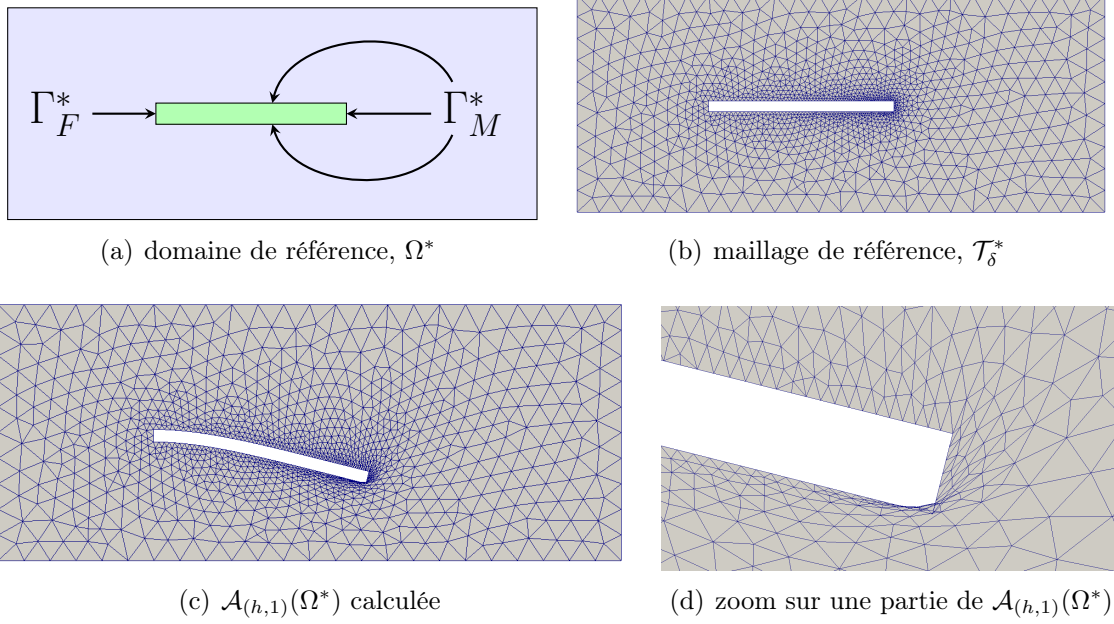 Γ*_F Γ*_M
(a) domaine de référence, Ω*
(b) maillage de référence, 𝒯*_δ
(c) 𝒜_(h,1)(Ω*) calculée
(d) zoom sur une partie de 𝒜_(h,1)(Ω*)